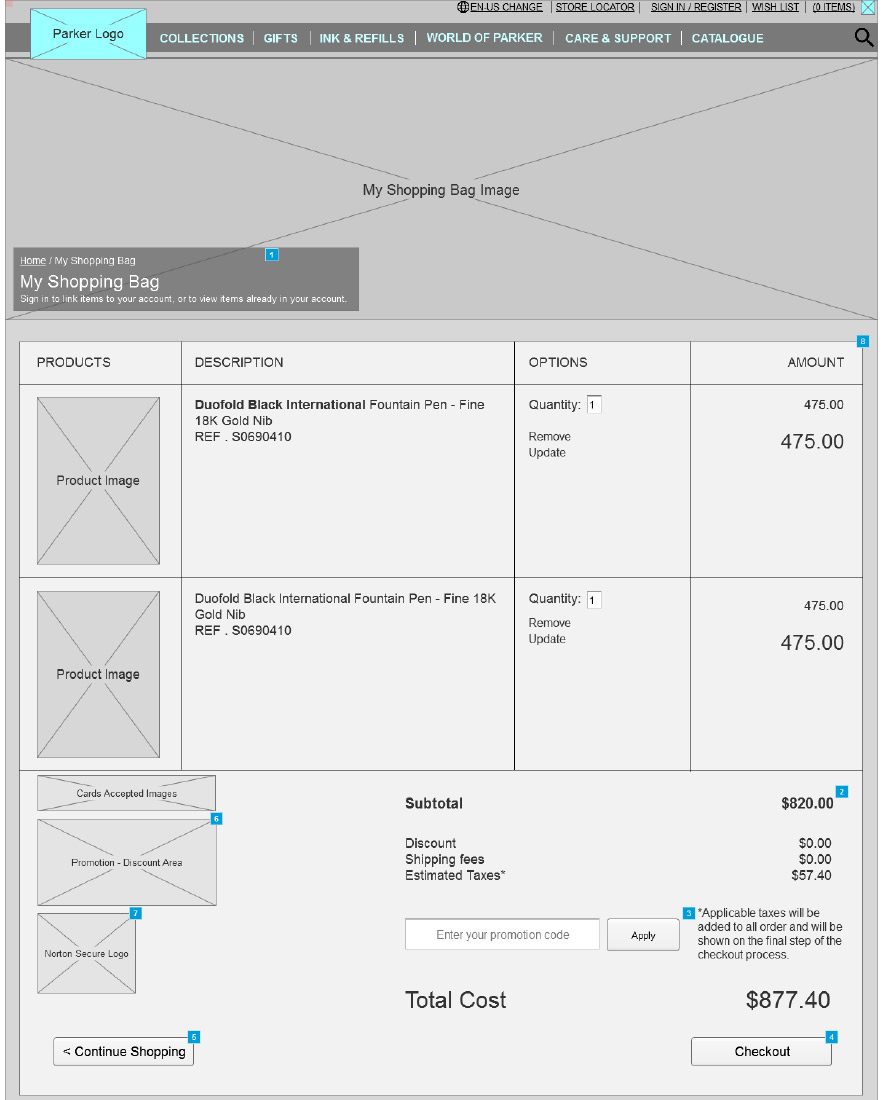 EN-US CHANGE | STORE LOCATOR | SIGN IN / REGISTER | WISH LIST | (0 ITEMS)
Parker Logo
COLLECTIONS | GIFTS | INK & REFILLS | WORLD OF PARKER | CARE & SUPPORT | CATALOGUE
My Shopping Bag Image
1
Home / My Shopping Bag
My Shopping Bag
Sign in to link items to your account, or to view items already in your account.
8
PRODUCTS DESCRIPTION OPTIONS AMOUNT
Product Image
Duofold Black International Fountain Pen - Fine
18K Gold Nib
REF . S0690410
Quantity: 1
Remove
Update
475.00
475.00
Product Image
Duofold Black International Fountain Pen - Fine 18K
Gold Nib
REF . S0690410
Quantity: 1
Remove
Update
475.00
475.00
Cards Accepted Images
6
Promotion - Discount Area
7
Norton Secure Logo
2
Subtotal $820.00
Discount $0.00
Shipping fees $0.00
Estimated Taxes* $57.40
Enter your promotion code
Apply
3
*Applicable taxes will be
added to all order and will be
shown on the final step of the
checkout process.
Total Cost $877.40
5
< Continue Shopping
4
Checkout